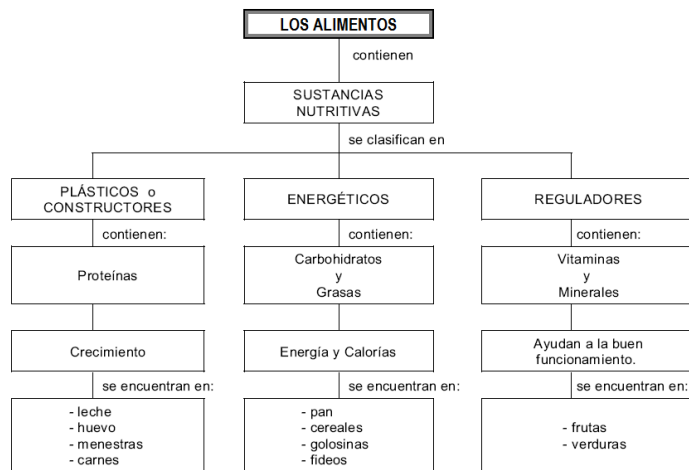 LOS ALIMENTOS
contienen
SUSTANCIAS
NUTRITIVAS
se clasifican en
PLÁSTICOS o
CONSTRUCTORES
ENERGÉTICOS
REGULADORES
contienen:
contienen:
contienen:
Proteínas
Carbohidratos
y
Grasas
Vitaminas
y
Minerales
Crecimiento
Energía y Calorías
Ayudan a la buen
funcionamiento.
se encuentran en:
se encuentran en:
se encuentran en:
- leche
- huevo
- menestras
- carnes
- pan
- cereales
- golosinas
- fideos
- frutas
- verduras